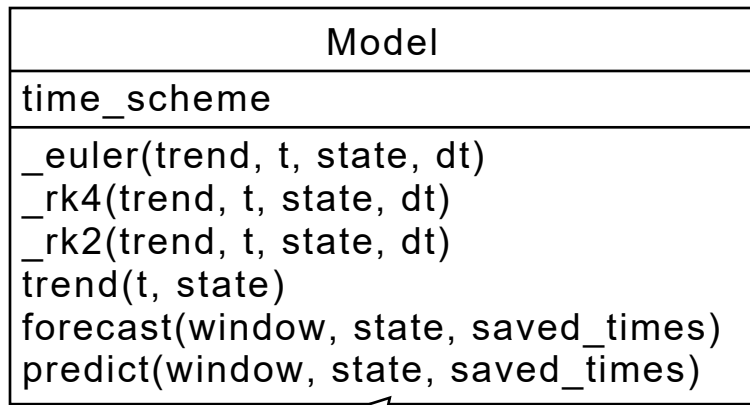 Model
time_scheme
_euler(trend, t, state, dt)
_rk4(trend, t, state, dt)
_rk2(trend, t, state, dt)
trend(t, state)
forecast(window, state, saved_times)
predict(window, state, saved_times)